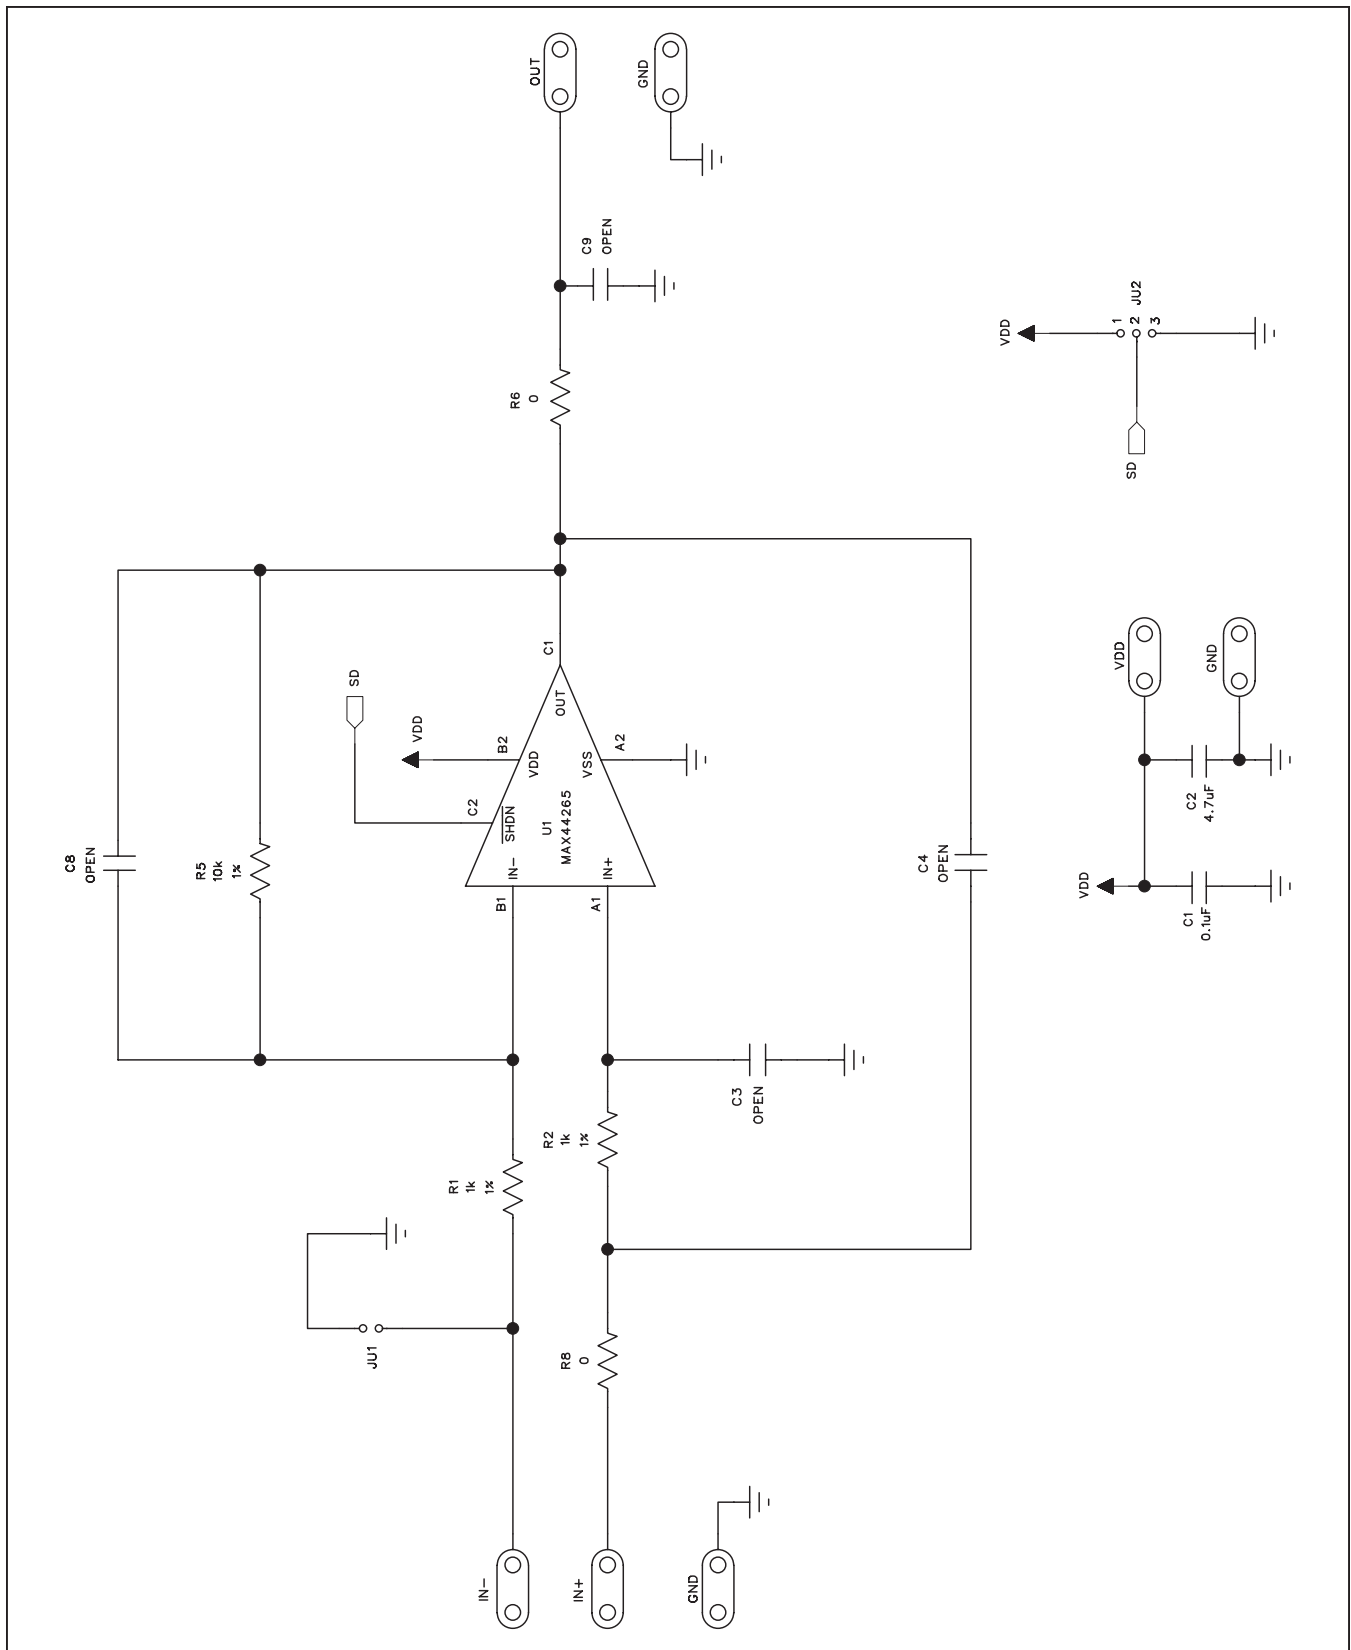 OUT
GND
C9
OPEN
R6
0
VDD
1
2
3
JU2
SD
C8
OPEN
R5
10k
1%
SD
VDD
C1
OUT
B2
VDD
C2
SHDN
U1
MAX44265
VSS
A2
B1
IN-
A1
IN+
C4
OPEN
VDD
GND
C2
4.7uF
VDD
C1
0.1uF
R1
1k
1%
R2
1k
1%
C3
OPEN
JU1
R8
0
IN-
IN+
GND